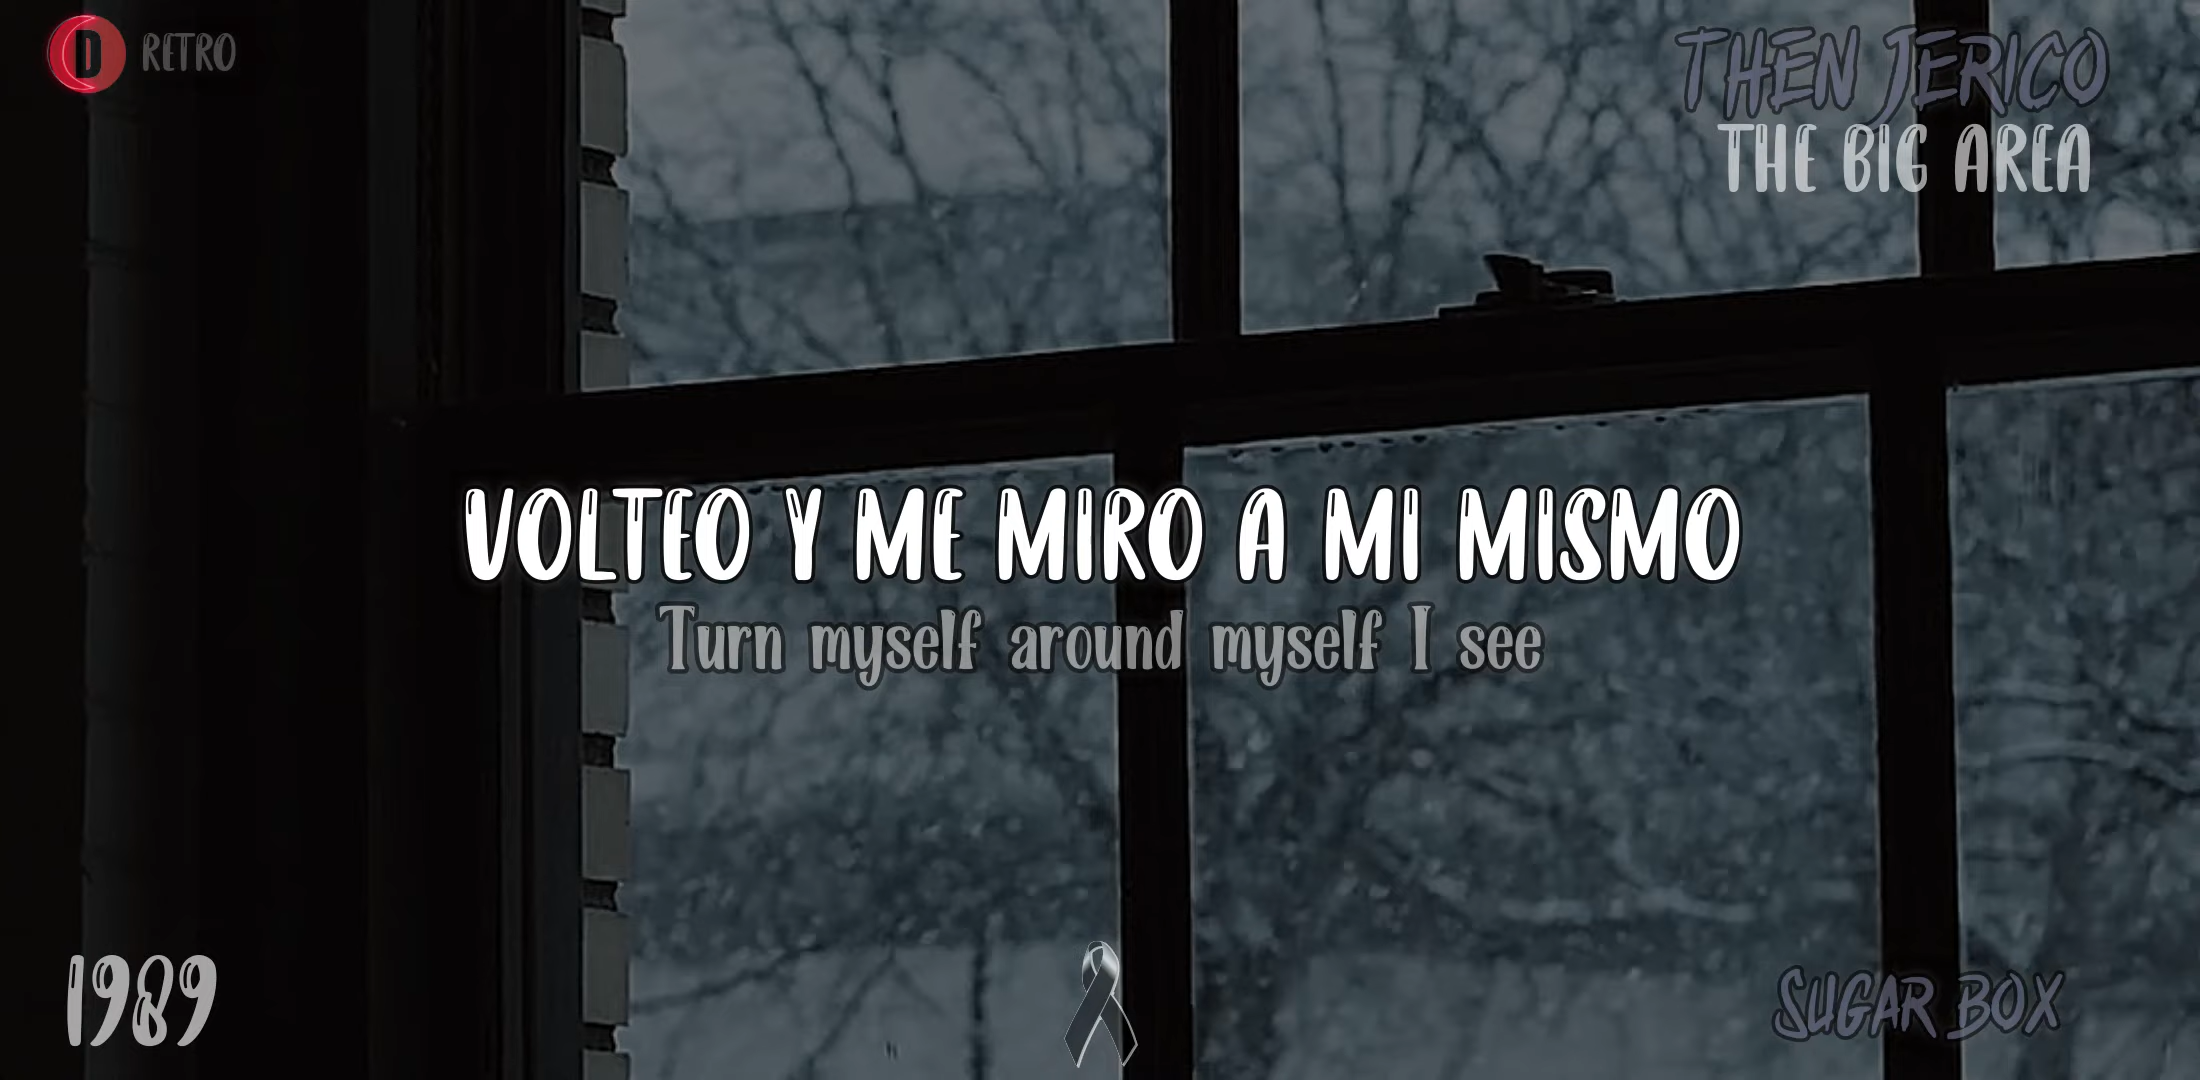 D RETRO
THEN JERICO
THE BIG AREA
VOLTEO Y ME MIRO A MI MISMO
Turn myself around myself I see
1989
SUGAR BOX